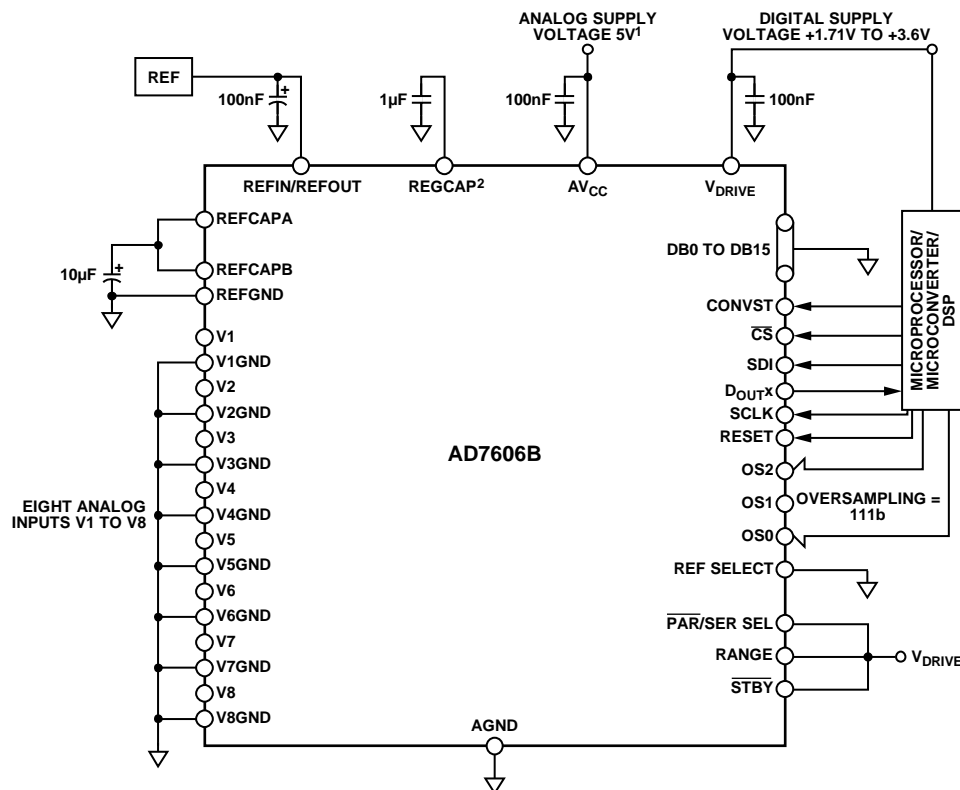 ANALOG SUPPLY
VOLTAGE 5V¹
DIGITAL SUPPLY
VOLTAGE +1.71V TO +3.6V
REF
100nF
+
1µF
100nF
100nF
REFIN/REFOUT
REGCAP²
AVCC
VDRIVE
REFCAPA
REFCAPB
REFGND
10µF
+
V1
V1GND
V2
V2GND
V3
V3GND
V4
V4GND
V5
V5GND
V6
V6GND
V7
V7GND
V8
V8GND
EIGHT ANALOG
INPUTS V1 TO V8
AD7606B
AGND
DB0 TO DB15
CONVST
CS
SDI
DOUTx
SCLK
RESET
OS2
OS1
OS0
OVERSAMPLING =
111b
REF SELECT
PAR/SER SEL
RANGE
STBY
VDRIVE
MICROPROCESSOR/
MICROCONVERTER/
DSP